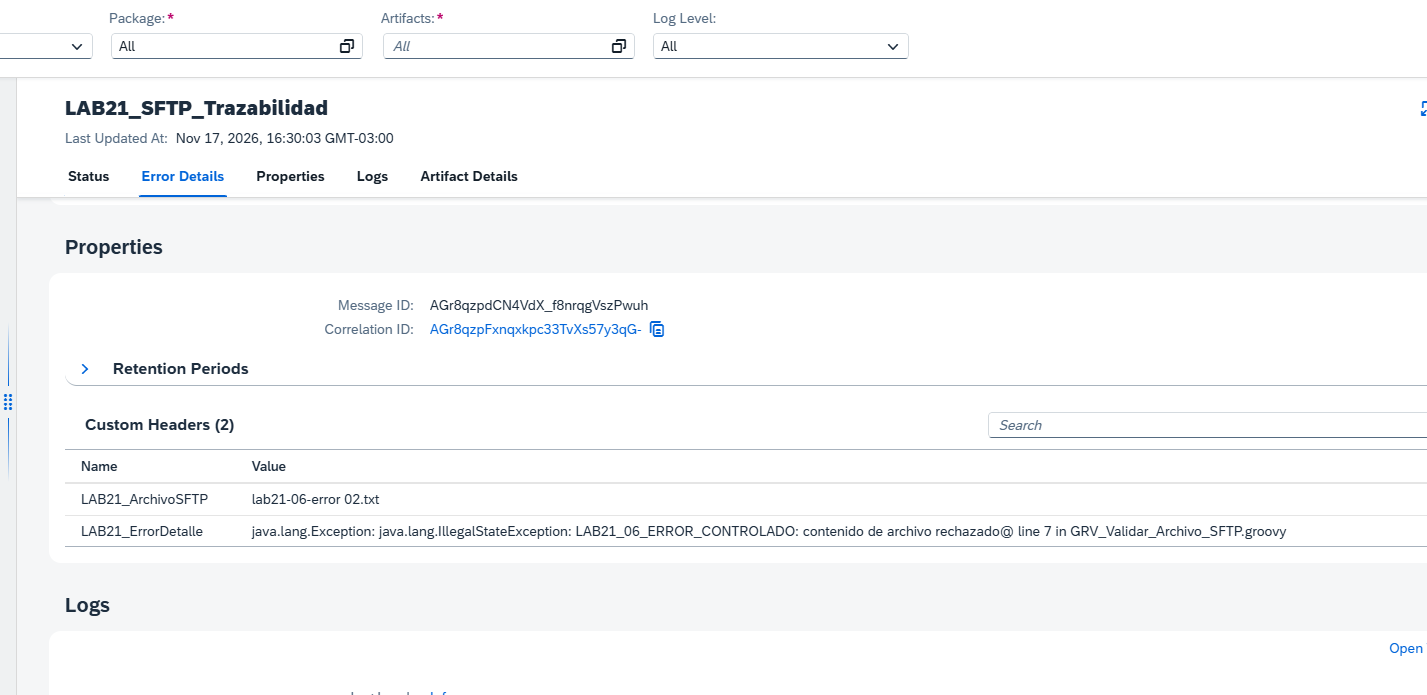 Package:* Artifacts:* Log Level:
All All All
LAB21_SFTP_Trazabilidad
Last Updated At: Nov 17, 2026, 16:30:03 GMT-03:00
Status Error Details Properties Logs Artifact Details
Properties
Message ID: AGr8qzpdCN4VdX_f8nrqgVszPwuh
Correlation ID: AGr8qzpFxnqxkpc33TvXs57y3qG-
Retention Periods
Custom Headers (2) Search
Name Value
LAB21_ArchivoSFTP lab21-06-error 02.txt
LAB21_ErrorDetalle java.lang.Exception: java.lang.IllegalStateException: LAB21_06_ERROR_CONTROLADO: contenido de archivo rechazado@ line 7 in GRV_Validar_Archivo_SFTP.groovy
Logs
Open